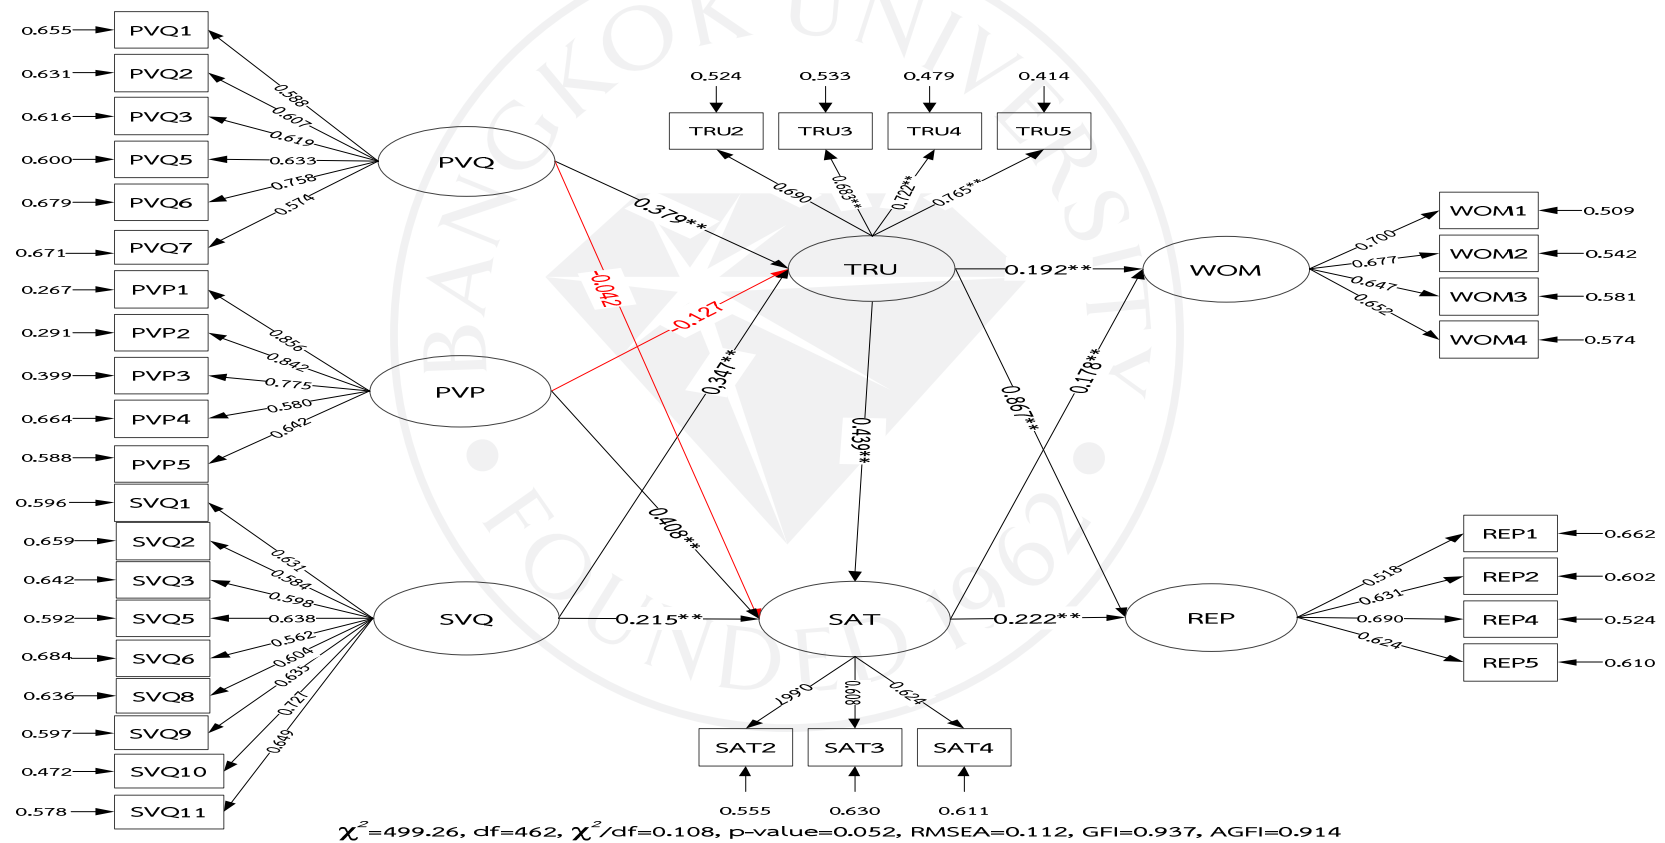 0.655 PVQ1
0.631 PVQ2
0.616 PVQ3
0.600 PVQ5
0.679 PVQ6
0.671 PVQ7
0.588
0.607
0.619
0.633
0.758
0.574
PVQ
0.267 PVP1
0.291 PVP2
0.399 PVP3
0.664 PVP4
0.588 PVP5
0.856
0.842
0.775
0.580
0.642
PVP
0.596 SVQ1
0.659 SVQ2
0.642 SVQ3
0.592 SVQ5
0.684 SVQ6
0.636 SVQ8
0.597 SVQ9
0.472 SVQ10
0.578 SVQ11
0.631
0.584
0.598
0.638
0.562
0.604
0.635
0.727
0.649
SVQ
0.379**
-0.042
-0.127
0.347**
0.408**
0.215**
0.524 0.533 0.479 0.414
TRU2 TRU3 TRU4 TRU5
0.690 0.683** 0.722** 0.765**
TRU
0.439**
0.192**
0.867**
0.178**
0.222**
SAT
0.667 0.608 0.624
SAT2 SAT3 SAT4
0.555 0.630 0.611
WOM
0.700
0.677
0.647
0.652
WOM1 0.509
WOM2 0.542
WOM3 0.581
WOM4 0.574
REP
0.518
0.631
0.690
0.624
REP1 0.662
REP2 0.602
REP4 0.524
REP5 0.610
BANGKOK UNIVERSITY
FOUNDED 1962
χ²=499.26, df=462, χ²/df=0.108, p-value=0.052, RMSEA=0.112, GFI=0.937, AGFI=0.914